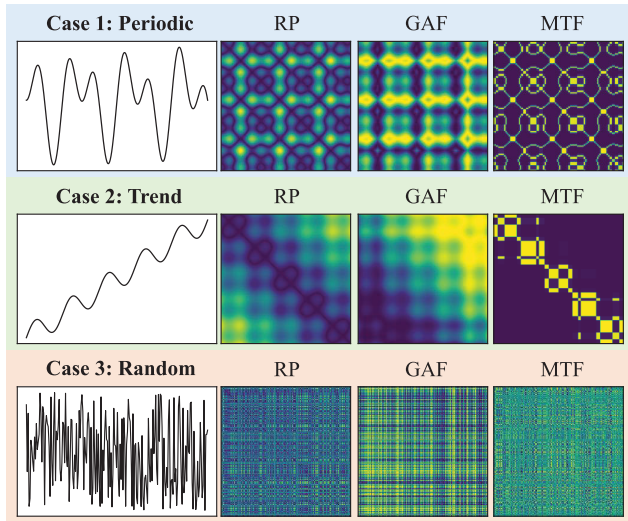 Case 1: Periodic RP GAF MTF
Case 2: Trend RP GAF MTF
Case 3: Random RP GAF MTF